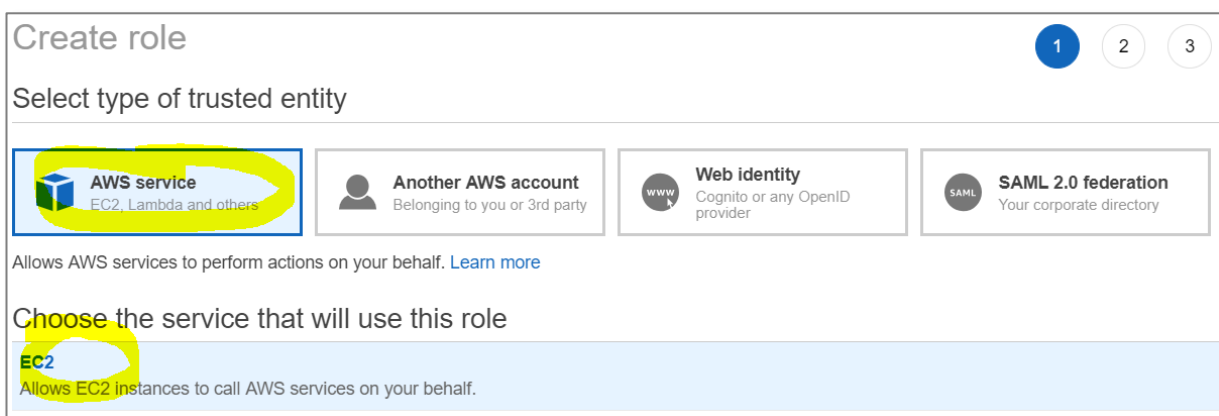 Create role
1 2 3
Select type of trusted entity
AWS service
EC2, Lambda and others
Another AWS account
Belonging to you or 3rd party
www
Web identity
Cognito or any OpenID
provider
SAML
SAML 2.0 federation
Your corporate directory
Allows AWS services to perform actions on your behalf. Learn more
Choose the service that will use this role
EC2
Allows EC2 instances to call AWS services on your behalf.